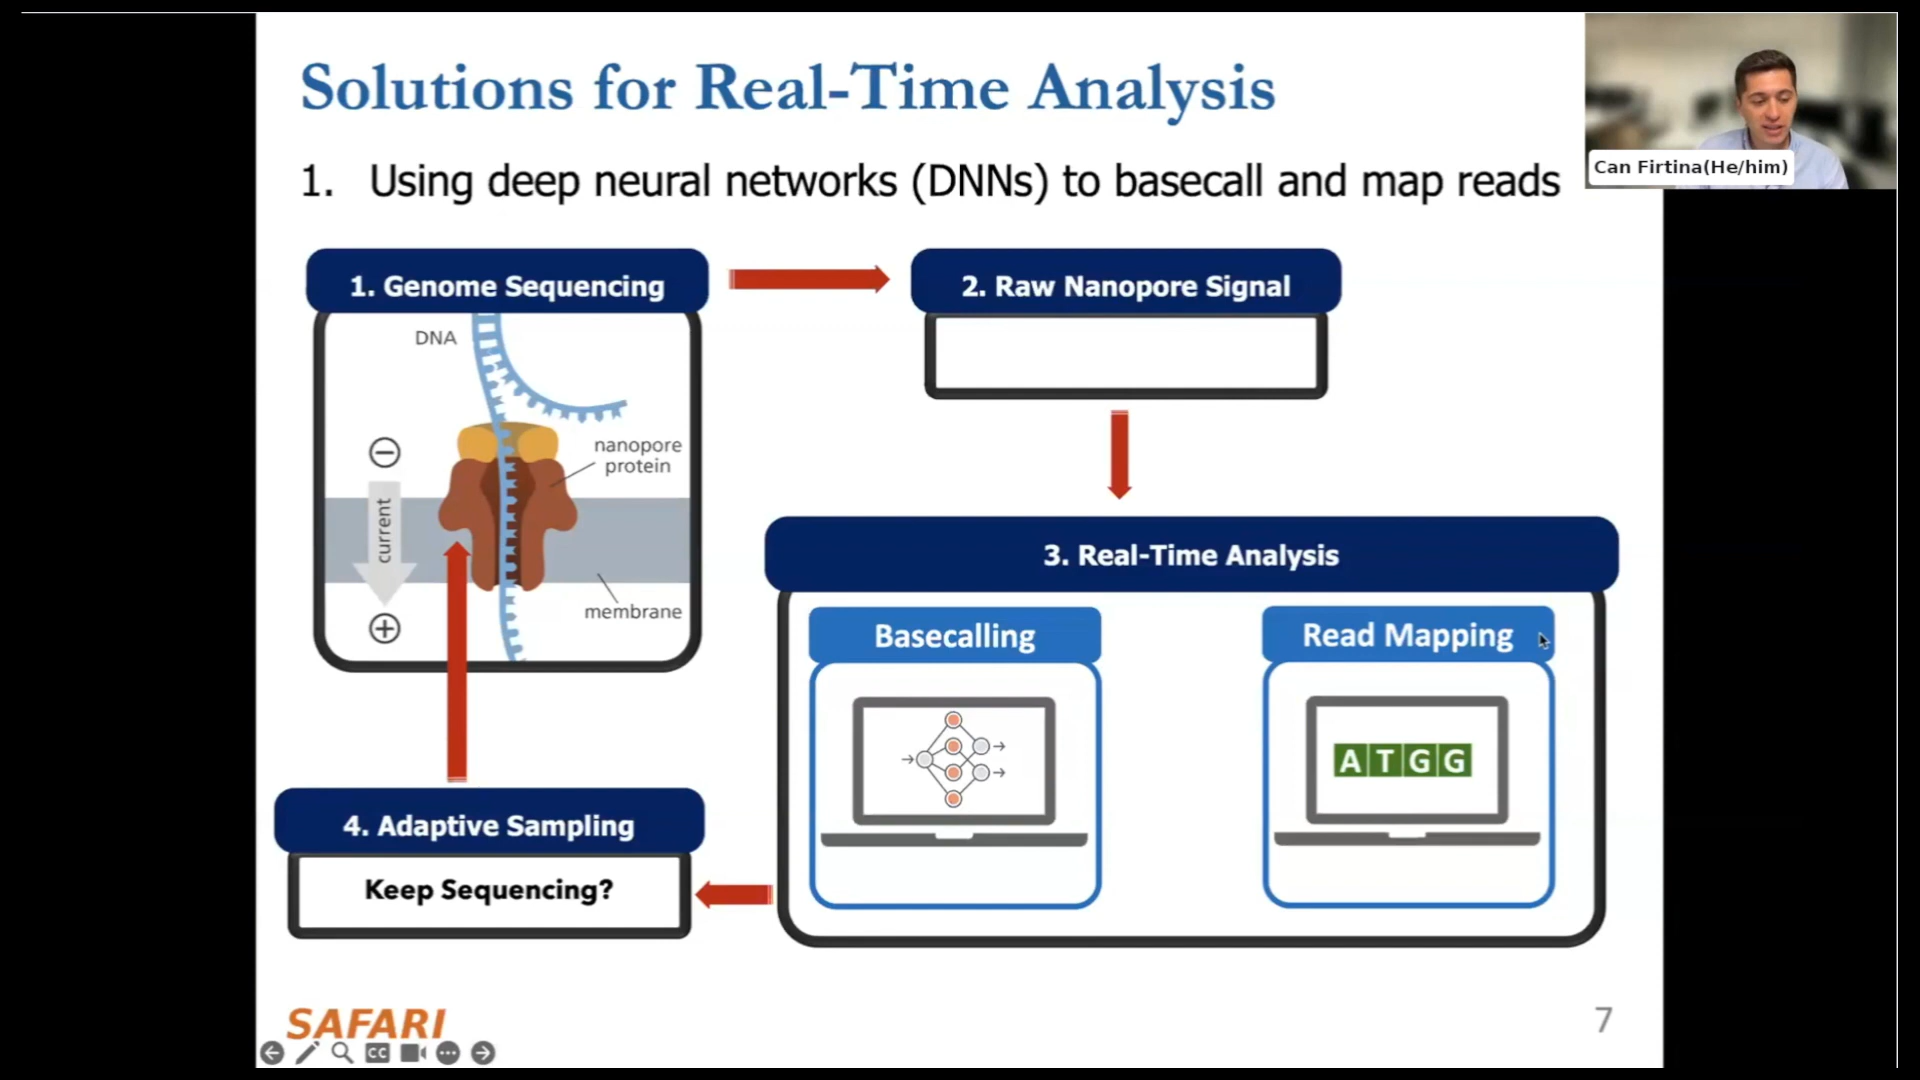 Solutions for Real-Time Analysis
Can Firtina(He/him)
1. Using deep neural networks (DNNs) to basecall and map reads
1. Genome Sequencing
2. Raw Nanopore Signal
DNA
nanopore
protein
current
membrane
3. Real-Time Analysis
Basecalling
Read Mapping
ATGG
4. Adaptive Sampling
Keep Sequencing?
SAFARI
7
CC